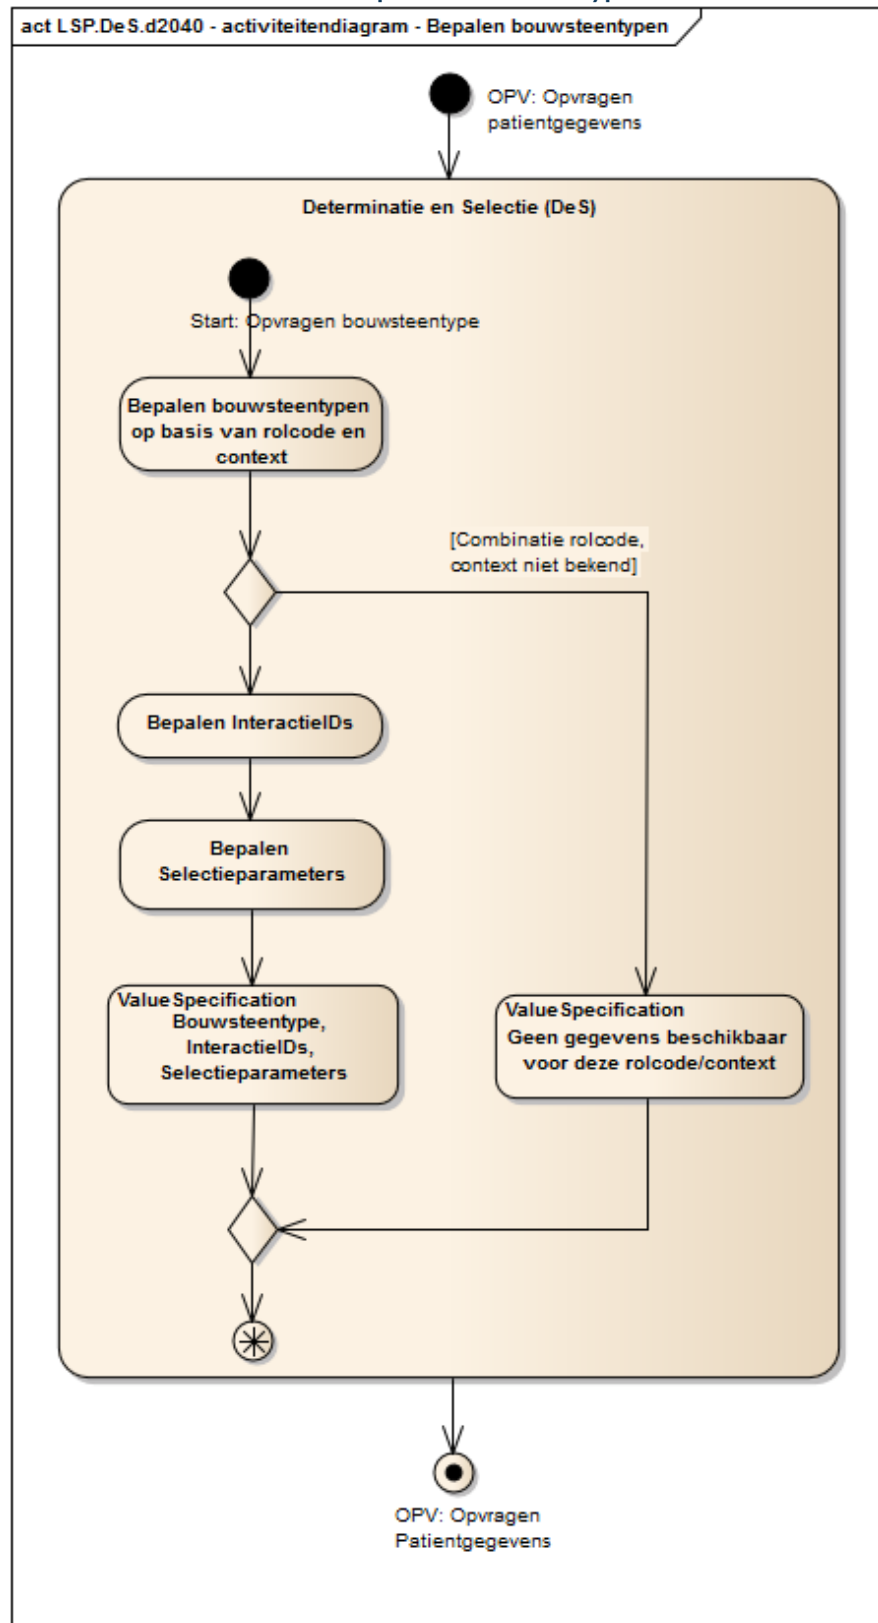 act LSP.DeS.d2040 - activiteitendiagram - Bepalen bouwsteentypen
OPV: Opvragen
patientgegevens
Determinatie en Selectie (DeS)
Start: Opvragen bouwsteentype
Bepalen bouwsteentypen
op basis van rolcode en
context
[Combinatie rolcode,
context niet bekend]
Bepalen InteractieIDs
Bepalen
Selectieparameters
ValueSpecification
Bouwsteentype,
InteractieIDs,
Selectieparameters
ValueSpecification
Geen gegevens beschikbaar
voor deze rolcode/context
OPV: Opvragen
Patientgegevens